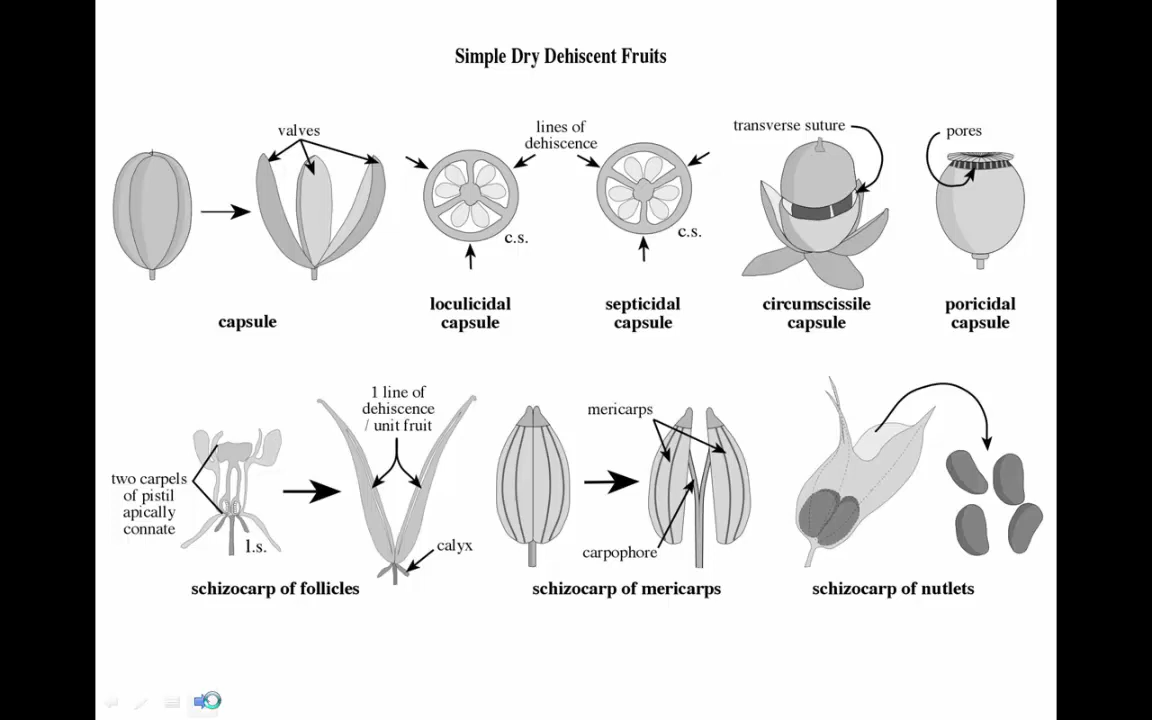 Simple Dry Dehiscent Fruits
valves
lines of
dehiscence
transverse suture
pores
c.s.
c.s.
capsule
loculicidal
capsule
septicidal
capsule
circumscissile
capsule
poricidal
capsule
1 line of
dehiscence
/ unit fruit
two carpels
of pistil
apically
connate
l.s.
calyx
mericarps
carpophore
schizocarp of follicles
schizocarp of mericarps
schizocarp of nutlets